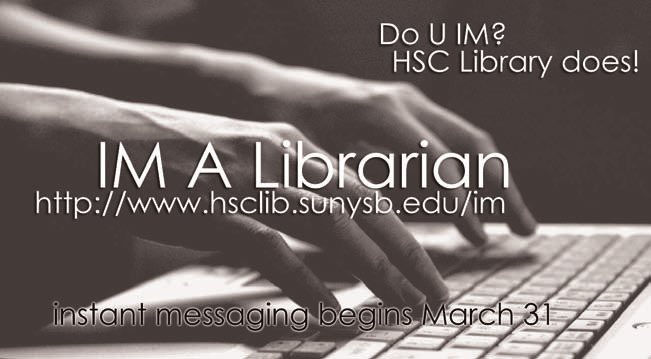 Do U IM?
HSC Library does!
IM A Librarian
http://www.hsclib.sunysb.edu/im
instant messaging begins March 31